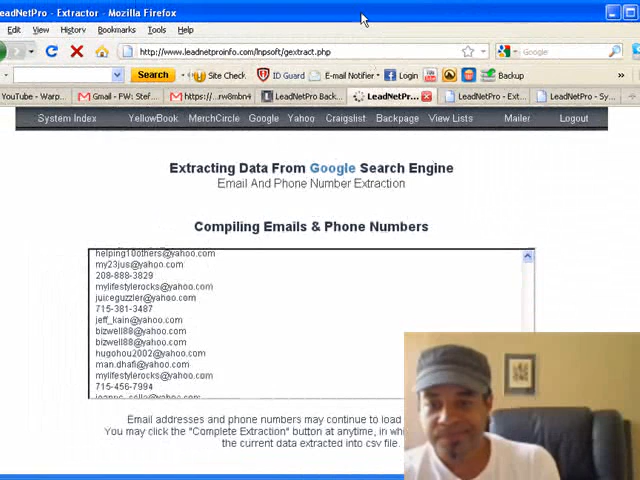 LeadNetPro - Extractor - Mozilla Firefox
Edit View History Bookmarks Tools Help
http://www.leadnetproinfo.com/lnpsoft/gextract.php
Google
Search Site Check ID Guard E-mail Notifier Login Backup »
YouTube - Warp... Gmail - FW: Stef... https://...rw8mbn4 LeadNetPro Back... LeadNetPr... LeadNetPro - Ext... LeadNetPro - Sy...
System Index YellowBook MerchCircle Google Yahoo Craigslist Backpage View Lists Mailer Logout
Extracting Data From Google Search Engine
Email And Phone Number Extraction
Compiling Emails & Phone Numbers
helping10others@yahoo.com
my23jus@yahoo.com
208-888-3829
mylifestylerocks@yahoo.com
juiceguzzler@yahoo.com
715-381-3487
jeff_kain@yahoo.com
bizwell88@yahoo.com
bizwell88@yahoo.com
hugohou2002@yahoo.com
man.dhafi@yahoo.com
mylifestylerocks@yahoo.com
715-456-7994
Email addresses and phone numbers may continue to load
You may click the "Complete Extraction" button at anytime, in wh
the current data extracted into csv file.